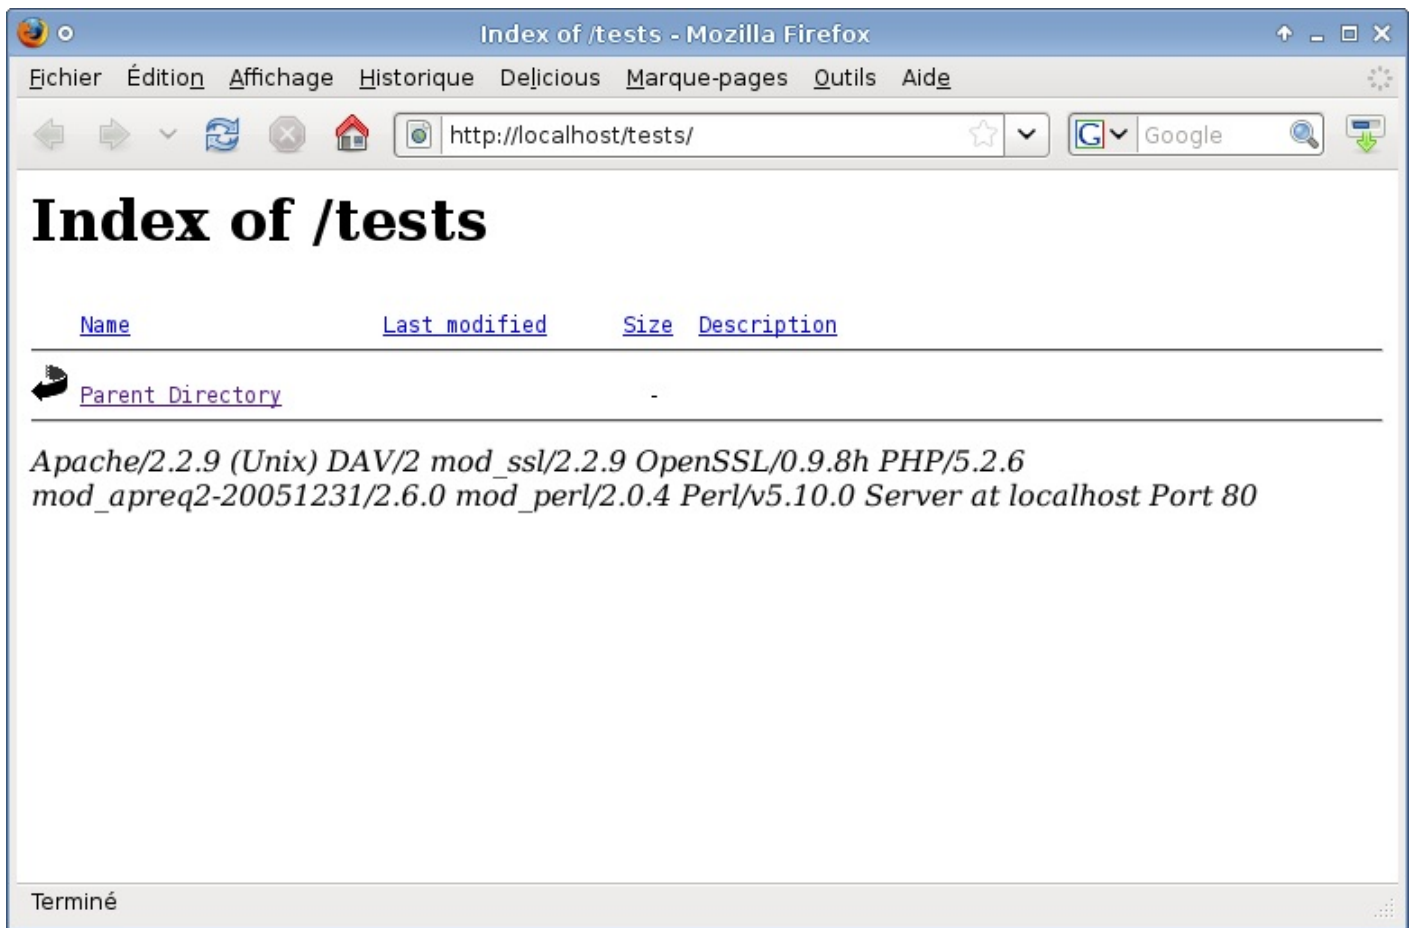 Index of /tests - Mozilla Firefox
Fichier Édition Affichage Historique Delicious Marque-pages Outils Aide
http://localhost/tests/ G Google
Index of /tests
Name Last modified Size Description
Parent Directory -
Apache/2.2.9 (Unix) DAV/2 mod_ssl/2.2.9 OpenSSL/0.9.8h PHP/5.2.6
mod_apreq2-20051231/2.6.0 mod_perl/2.0.4 Perl/v5.10.0 Server at localhost Port 80
Terminé